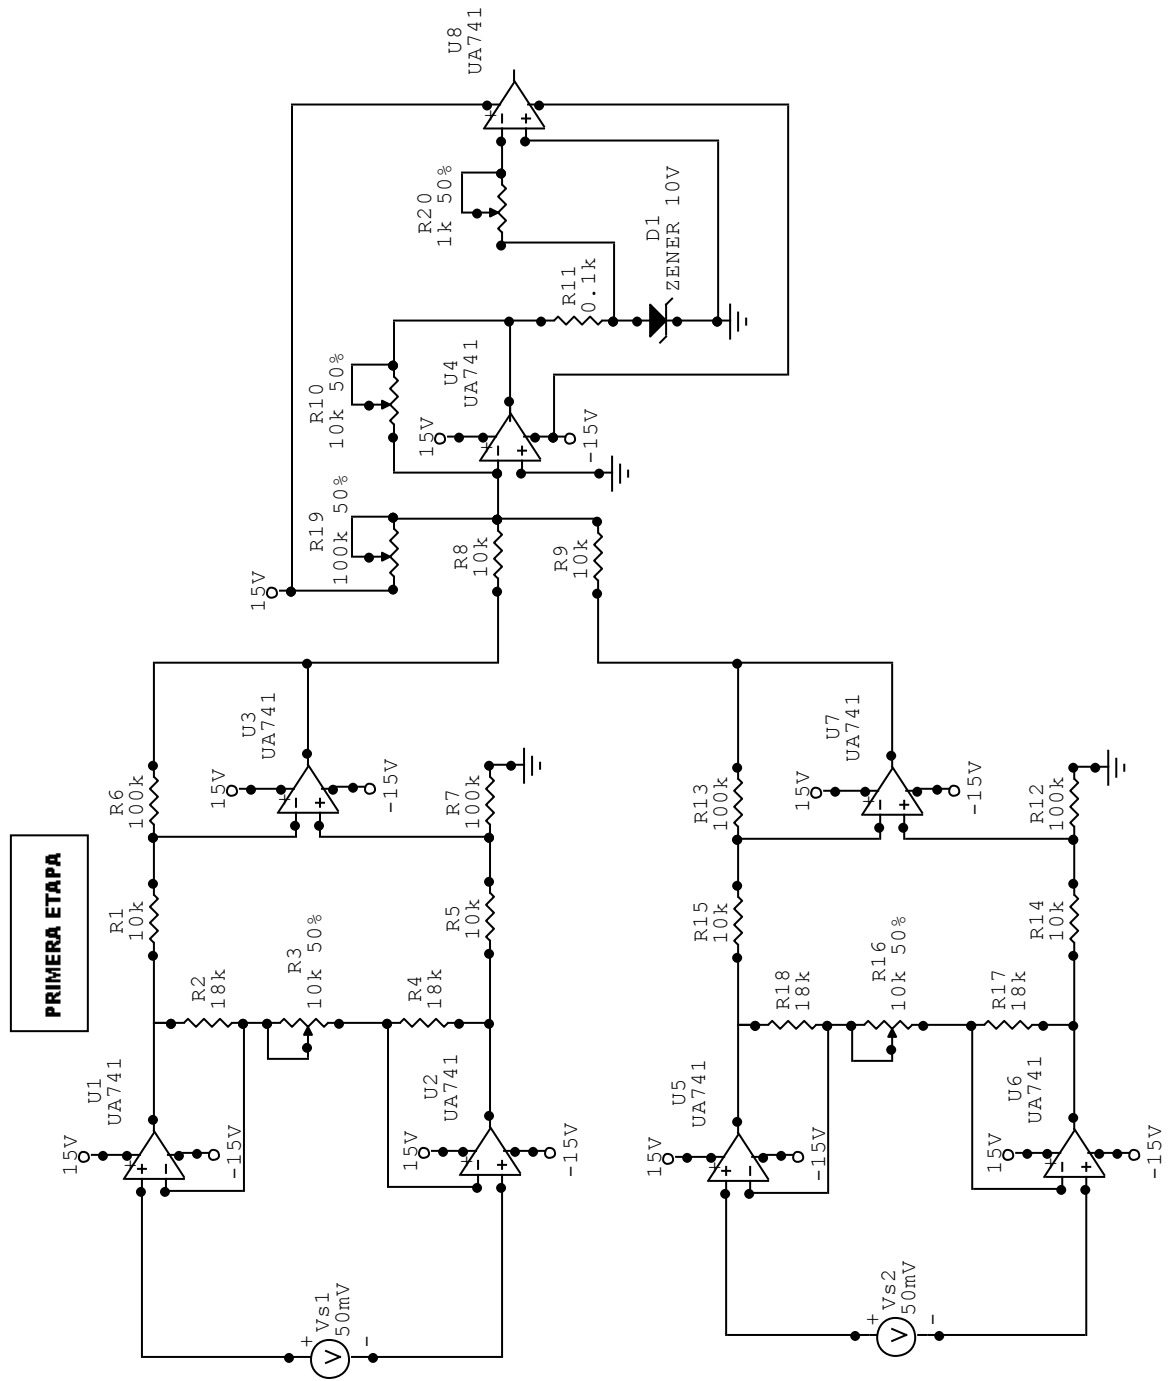 PRIMERA ETAPA
U1
UA741
15V
-15V
R1
10k
R6
100k
R2
18k
R3
10k 50%
R4
18k
R5
10k
R7
100k
U2
UA741
15V
-15V
U3
UA741
15V
-15V
Vs1
50mV
+
-
U5
UA741
15V
-15V
R15
10k
R13
100k
R18
18k
R16
10k 50%
R17
18k
R14
10k
R12
100k
U6
UA741
15V
-15V
U7
UA741
15V
-15V
Vs2
50mV
+
-
15V
R19
100k 50%
R8
10k
R9
10k
R10
10k 50%
U4
UA741
15V
-15V
R11
0.1k
D1
ZENER 10V
R20
1k 50%
U8
UA741